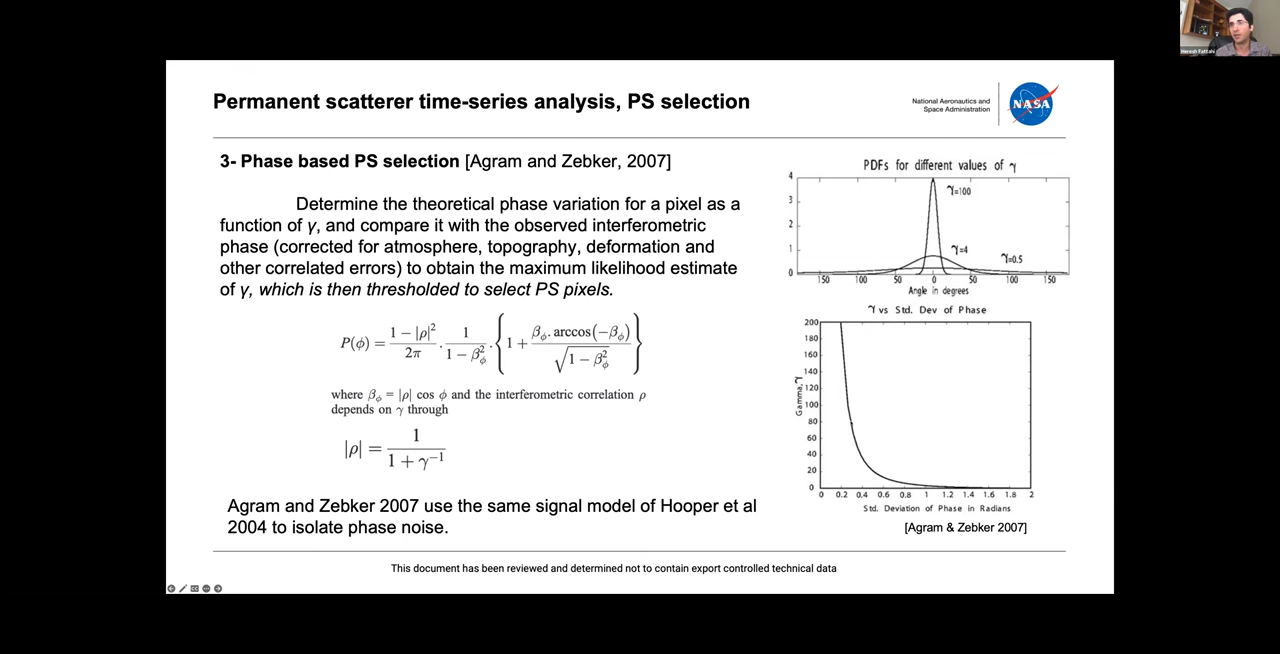 Heresh Fattahi
Permanent scatterer time-series analysis, PS selection
National Aeronautics and
Space Administration
NASA
3- Phase based PS selection [Agram and Zebker, 2007]
Determine the theoretical phase variation for a pixel as a
function of γ, and compare it with the observed interferometric
phase (corrected for atmosphere, topography, deformation and
other correlated errors) to obtain the maximum likelihood estimate
of γ, which is then thresholded to select PS pixels.
P(ϕ) = 1 − |ρ|² / 2π · 1 / 1 − β²ϕ · { 1 + βϕ. arccos(−βϕ) / √1 − β²ϕ }
where βϕ = |ρ| cos ϕ and the interferometric correlation ρ
depends on γ through
|ρ| = 1 / 1 + γ⁻¹
Agram and Zebker 2007 use the same signal model of Hooper et al
2004 to isolate phase noise.
PDFs for different values of γ
4
3
2
1
0
γ=100
γ=4
γ=0.5
150 100 50 0 50 100 150
Angle in degrees
γ vs Std. Dev of Phase
200
180
160
140
120
100
80
60
40
20
0
Gamma, γ
0 0.2 0.4 0.6 0.8 1 1.2 1.4 1.6 1.8 2
Std. Deviation of Phase in Radians
[Agram & Zebker 2007]
This document has been reviewed and determined not to contain export controlled technical data